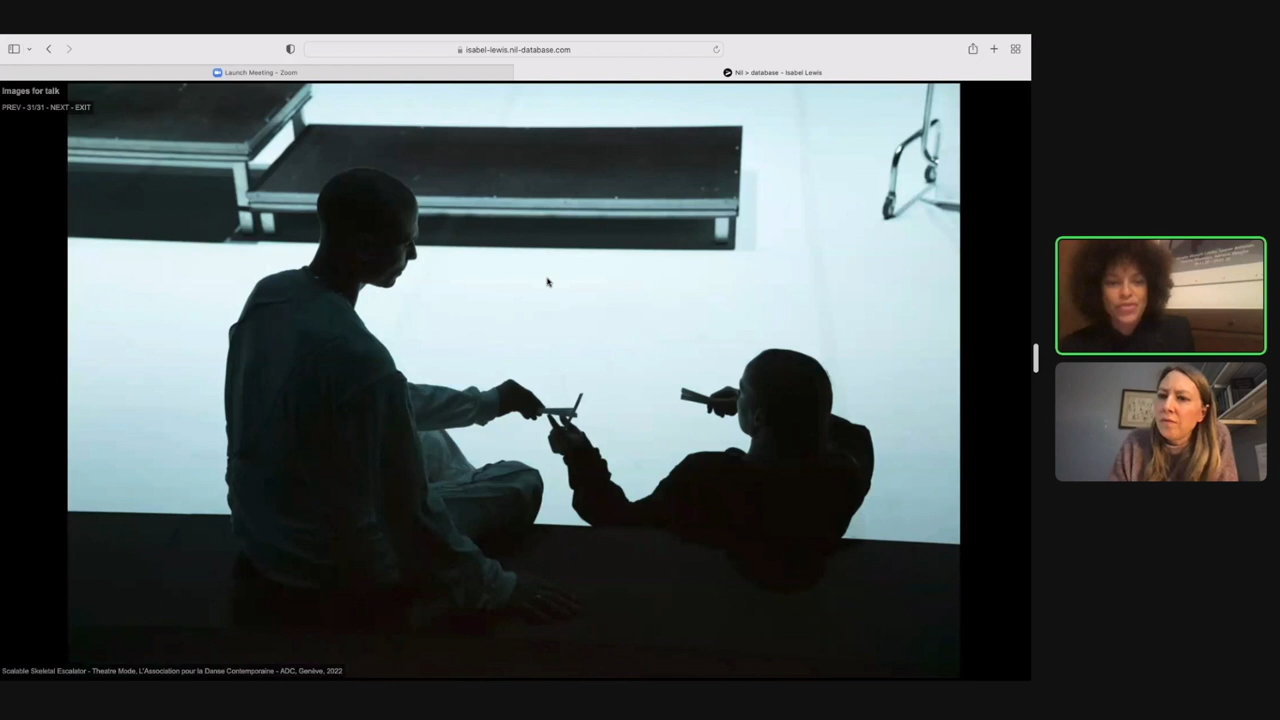 isabel-lewis.nil-database.com
Launch Meeting - Zoom
Nil > database - Isabel Lewis
Images for talk
PREV - 31/31 - NEXT - EXIT
Scalable Skeletal Escalator - Theatre Mode, L'Association pour la Danse Contemporaine - ADC, Genève, 2022